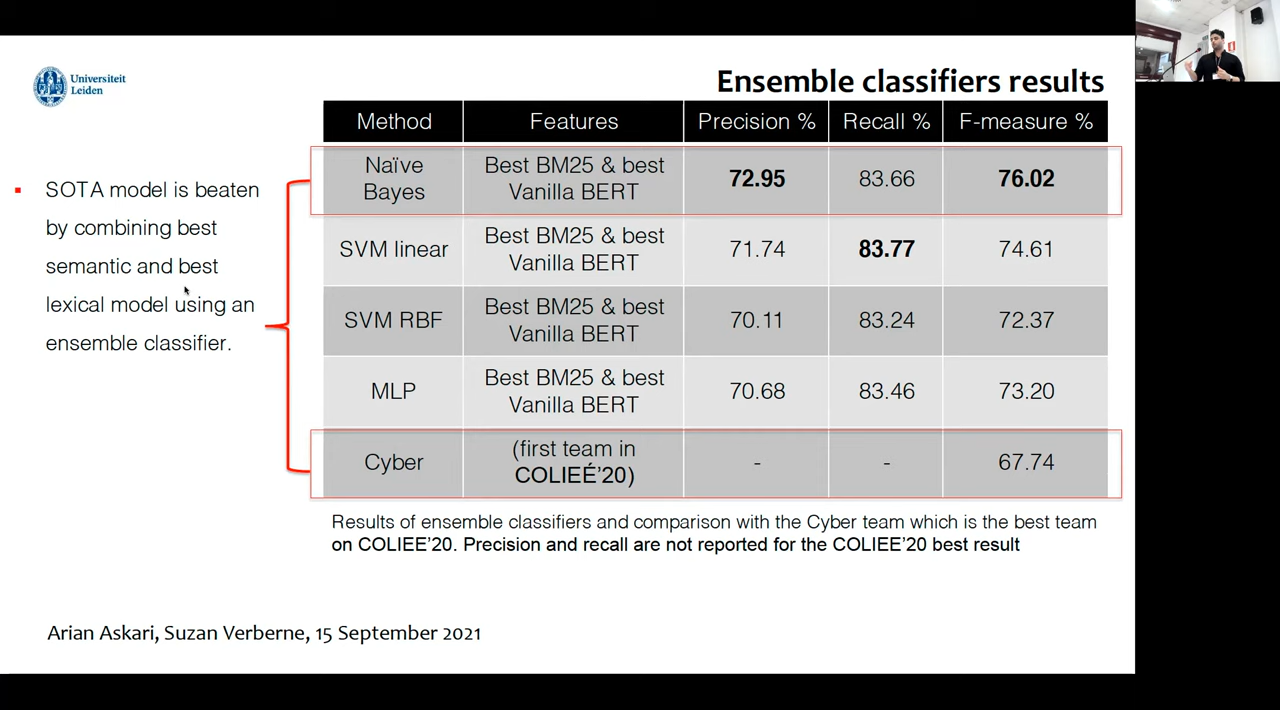 Universiteit
Leiden
Ensemble classifiers results
▪ SOTA model is beaten
by combining best
semantic and best
lexical model using an
ensemble classifier.
Method Features Precision % Recall % F-measure %
Naïve
Bayes
Best BM25 & best
Vanilla BERT
72.95 83.66 76.02
SVM linear
Best BM25 & best
Vanilla BERT
71.74 83.77 74.61
SVM RBF
Best BM25 & best
Vanilla BERT
70.11 83.24 72.37
MLP
Best BM25 & best
Vanilla BERT
70.68 83.46 73.20
Cyber
(first team in
COLIEÉ’20)
- - 67.74
Results of ensemble classifiers and comparison with the Cyber team which is the best team
on COLIEE’20. Precision and recall are not reported for the COLIEE’20 best result
Arian Askari, Suzan Verberne, 15 September 2021